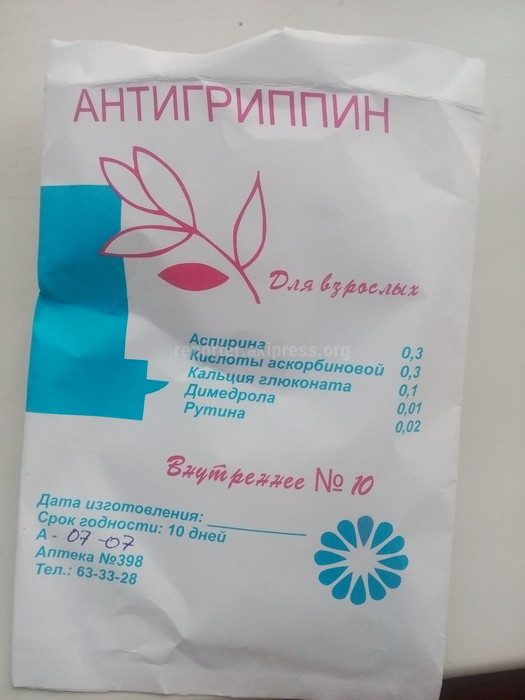 АНТИГРИППИН
Для взрослых
Аспирина 0,3
Кислоты аскорбиновой 0,3
Кальция глюконата 0,1
Димедрола 0,01
Рутина 0,02
Внутреннее № 10
Дата изготовления:
Срок годности: 10 дней
А - 07-07
Аптека №398
Тел.: 63-33-28